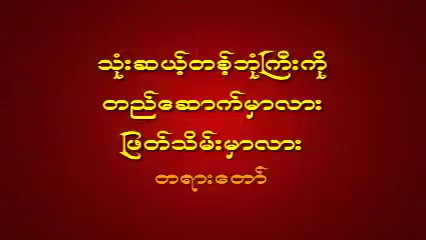 သုံးဆယ့်တန့်ဘုံကြီးကို
တည်ဆောက်မှာလား
ဖြတ်သိမ်းမှာလား
တရားတော်